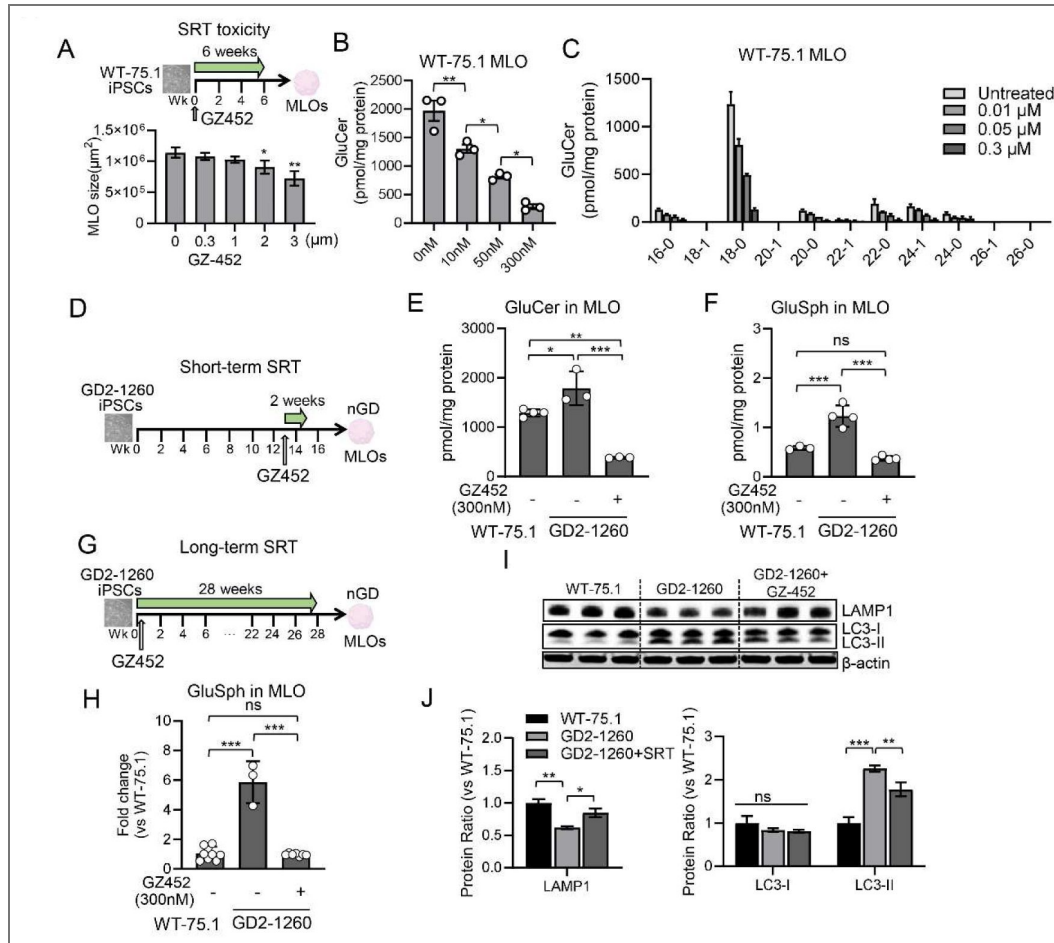 A
SRT toxicity
6 weeks
WT-75.1
iPSCs
Wk 0 2 4 6
MLOs
GZ452
MLO size(µm²)
1.5×10⁶
1×10⁶
5×10⁵
0
* **
0 0.3 1 2 3 (µm)
GZ-452
B
WT-75.1 MLO
GluCer
(pmol/mg protein)
2500
2000
1500
1000
500
0
** * *
0nM 10nM 50nM 300nM
C
WT-75.1 MLO
GluCer
(pmol/mg protein)
1500
1000
500
0
Untreated
0.01 µM
0.05 µM
0.3 µM
16-0 18-1 18-0 20-1 20-0 22-1 22-0 24-1 24-0 26-1 26-0
D
Short-term SRT
GD2-1260
iPSCs
2 weeks
nGD
Wk 0 2 4 6 8 10 12 14 16
MLOs
GZ452
E
GluCer in MLO
pmol/mg protein
3000
2000
1000
0
**
* ***
GZ452
(300nM)
- - +
WT-75.1 GD2-1260
F
GluSph in MLO
pmol/mg protein
3
2
1
0
ns
*** ***
GZ452
(300nM)
- - +
WT-75.1 GD2-1260
G
Long-term SRT
GD2-1260
iPSCs
28 weeks
nGD
Wk 0 2 4 6 ... 22 24 26 28
MLOs
GZ452
H
GluSph in MLO
Fold change
(vs WT-75.1)
8
6
4
2
0
ns
*** ***
GZ452
(300nM)
- - +
WT-75.1 GD2-1260
I
WT-75.1 GD2-1260 GD2-1260+
GZ-452
LAMP1
LC3-I
LC3-II
β-actin
J
Protein Ratio (vs WT-75.1)
2.0
1.5
1.0
0.5
0.0
WT-75.1
GD2-1260
GD2-1260+SRT
** *
LAMP1
Protein Ratio (vs WT-75.1)
3
2
1
0
ns
*** **
LC3-I LC3-II